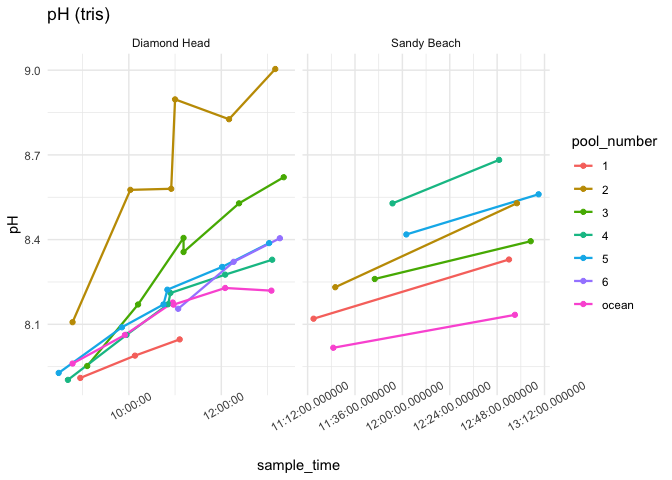 pH (tris)
Diamond Head
Sandy Beach
9.0
8.7
8.4
8.1
pH
10:00:00
12:00:00
11:12:00.000000
11:36:00.000000
12:00:00.000000
12:24:00.000000
12:48:00.000000
13:12:00.000000
sample_time
pool_number
1
2
3
4
5
6
ocean